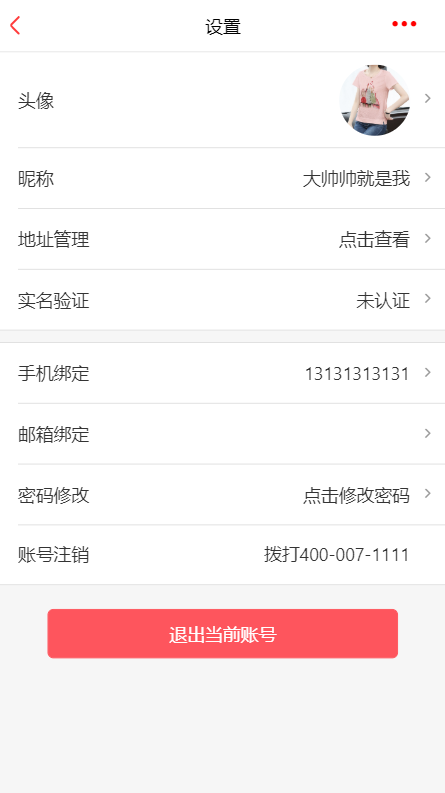 设置
头像
昵称 大帅帅就是我
地址管理 点击查看
实名验证 未认证
手机绑定 13131313131
邮箱绑定
密码修改 点击修改密码
账号注销 拨打400-007-1111
退出当前账号